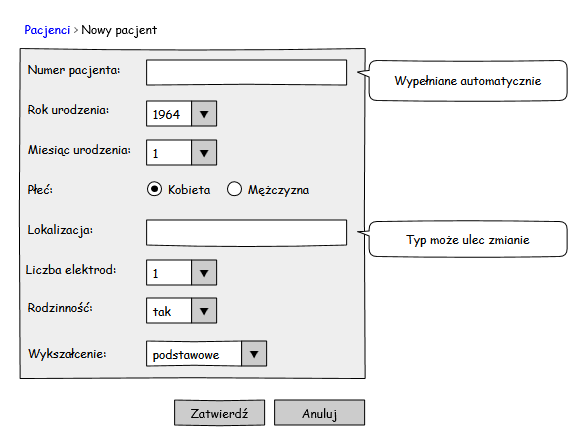 Pacjenci > Nowy pacjent
Numer pacjenta:
Wypełniane automatycznie
Rok urodzenia: 1964
Miesiąc urodzenia: 1
Płeć: Kobieta Mężczyzna
Lokalizacja:
Typ może ulec zmianie
Liczba elektrod: 1
Rodzinność: tak
Wykszałcenie: podstawowe
Zatwierdź Anuluj